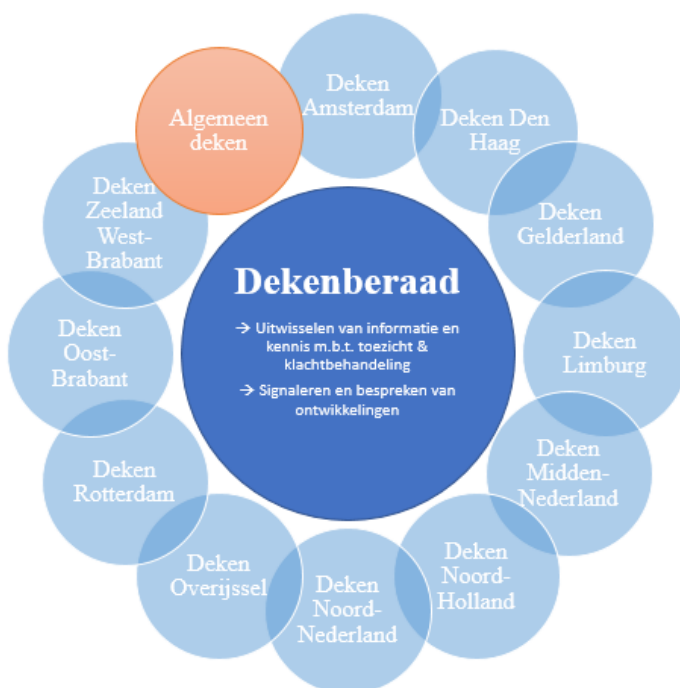 Algemeen
deken
Deken
Amsterdam
Deken Den
Haag
Deken
Gelderland
Deken
Limburg
Deken
Midden-
Nederland
Deken
Noord-
Holland
Deken
Noord-
Nederland
Deken
Overijssel
Deken
Rotterdam
Deken
Oost-
Brabant
Deken
Zeeland
West-
Brabant
Dekenberaad
→ Uitwisselen van informatie en
kennis m.b.t. toezicht &
klachtbehandeling
→ Signaleren en bespreken van
ontwikkelingen